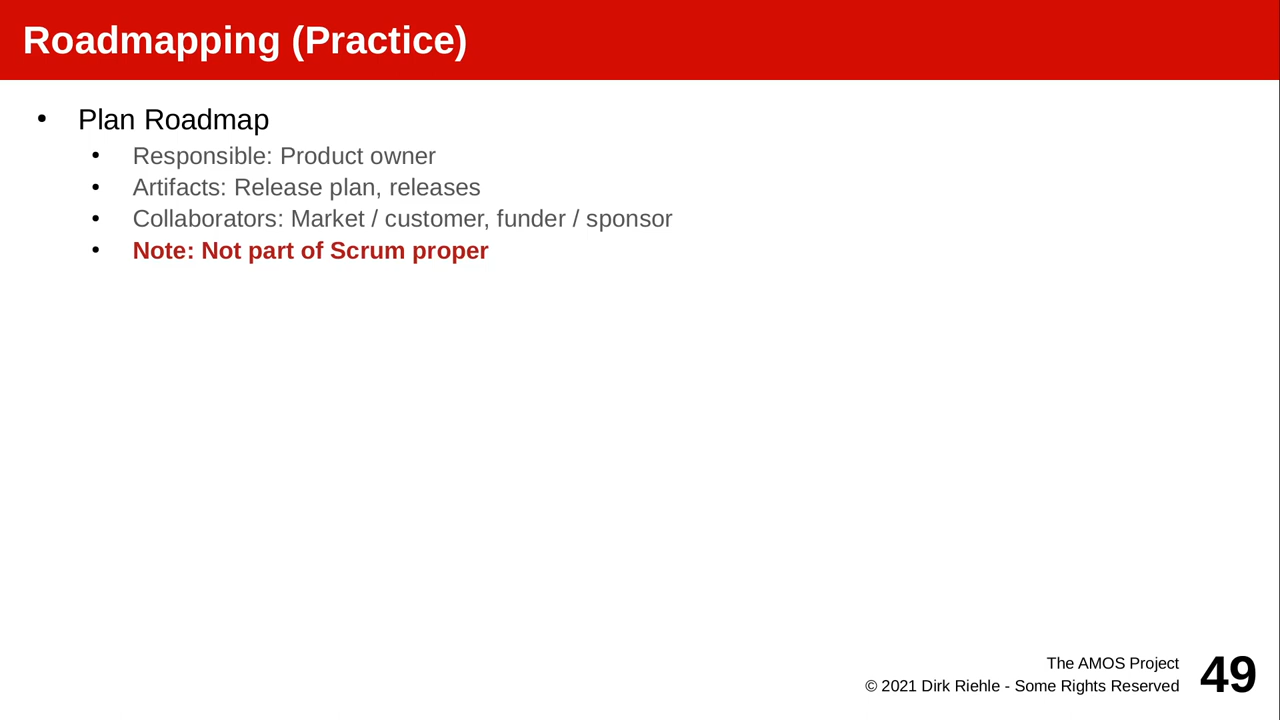 Roadmapping (Practice)
• Plan Roadmap
• Responsible: Product owner
• Artifacts: Release plan, releases
• Collaborators: Market / customer, funder / sponsor
• Note: Not part of Scrum proper
The AMOS Project
© 2021 Dirk Riehle - Some Rights Reserved
49